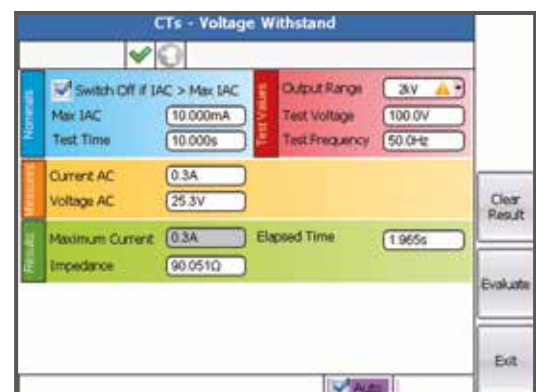 CTs - Voltage Withstand
Nominals
Switch Off if IAC > Max IAC
Max IAC 10.000mA
Test Time 10.000s
Test Values
Output Range 2kV
Test Voltage 100.0V
Test Frequency 50.0Hz
Measures
Current AC 0.3A
Voltage AC 25.3V
Results
Maximum Current 0.3A
Elapsed Time 1.965s
Impedance 90.051Ω
Clear
Result
Evaluate
Exit
Auto